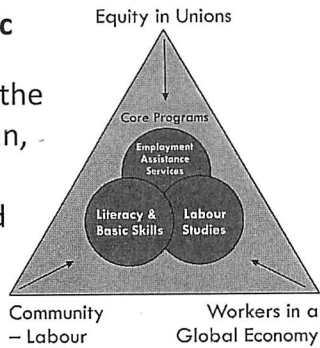 Equity in Unions
c
the
n,
d
Core Programs
Employment
Assistance
Services
Literacy &
Basic Skills
Labour
Studies
Community
– Labour
Workers in a
Global Economy